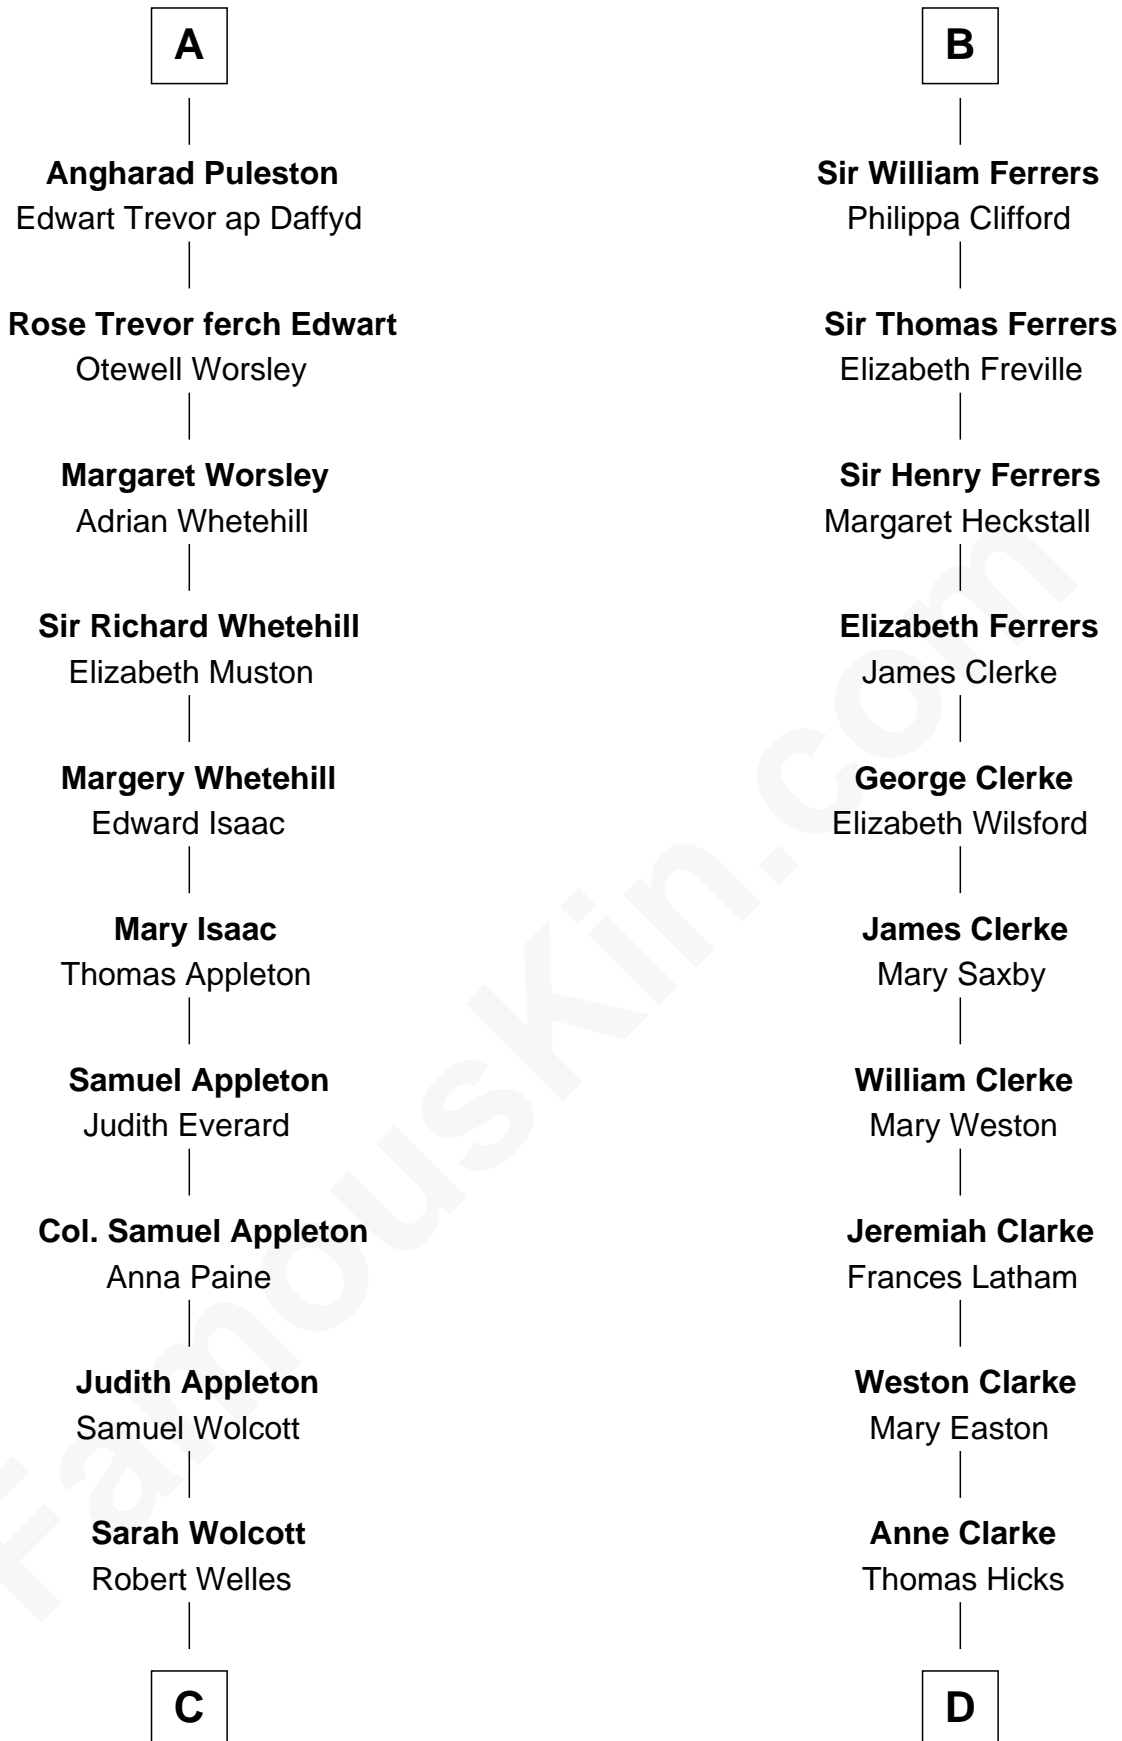 A
Angharad Puleston
Edwart Trevor ap Daffyd
Rose Trevor ferch Edwart
Otewell Worsley
Margaret Worsley
Adrian Whetehill
Sir Richard Whetehill
Elizabeth Muston
Margery Whetehill
Edward Isaac
Mary Isaac
Thomas Appleton
Samuel Appleton
Judith Everard
Col. Samuel Appleton
Anna Paine
Judith Appleton
Samuel Wolcott
Sarah Wolcott
Robert Welles
C
B
Sir William Ferrers
Philippa Clifford
Sir Thomas Ferrers
Elizabeth Freville
Sir Henry Ferrers
Margaret Heckstall
Elizabeth Ferrers
James Clerke
George Clerke
Elizabeth Wilsford
James Clerke
Mary Saxby
William Clerke
Mary Weston
Jeremiah Clarke
Frances Latham
Weston Clarke
Mary Easton
Anne Clarke
Thomas Hicks
D
FamousKin.com